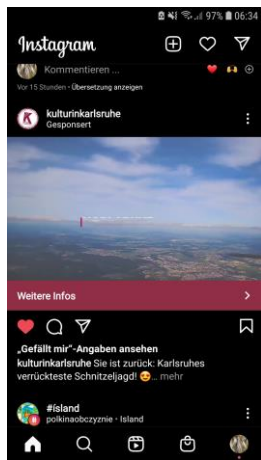 97% 06:34
Instagram
Kommentieren ...
Vor 15 Stunden · Übersetzung anzeigen
kulturinkarlsruhe
Gesponsert
Weitere Infos
„Gefällt mir“-Angaben ansehen
kulturinkarlsruhe Sie ist zurück: Karlsruhes
verrückteste Schnitzeljagd! 😍... mehr
#ísland
polkinaobczyznie · Island